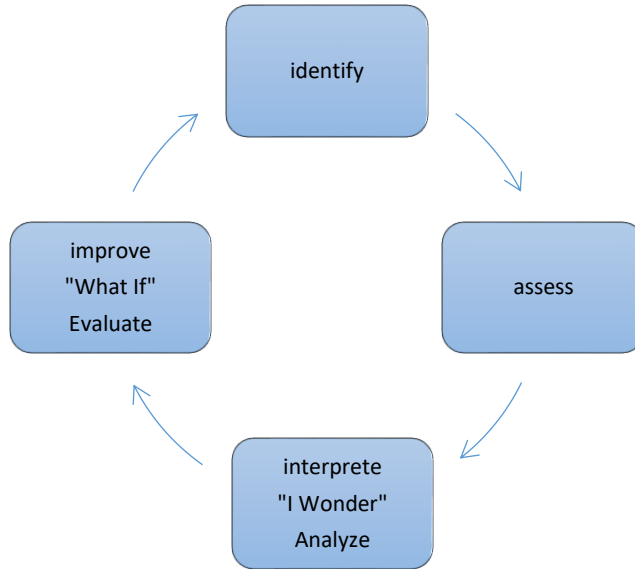 identify
assess
interprete
"I Wonder"
Analyze
improve
"What If"
Evaluate